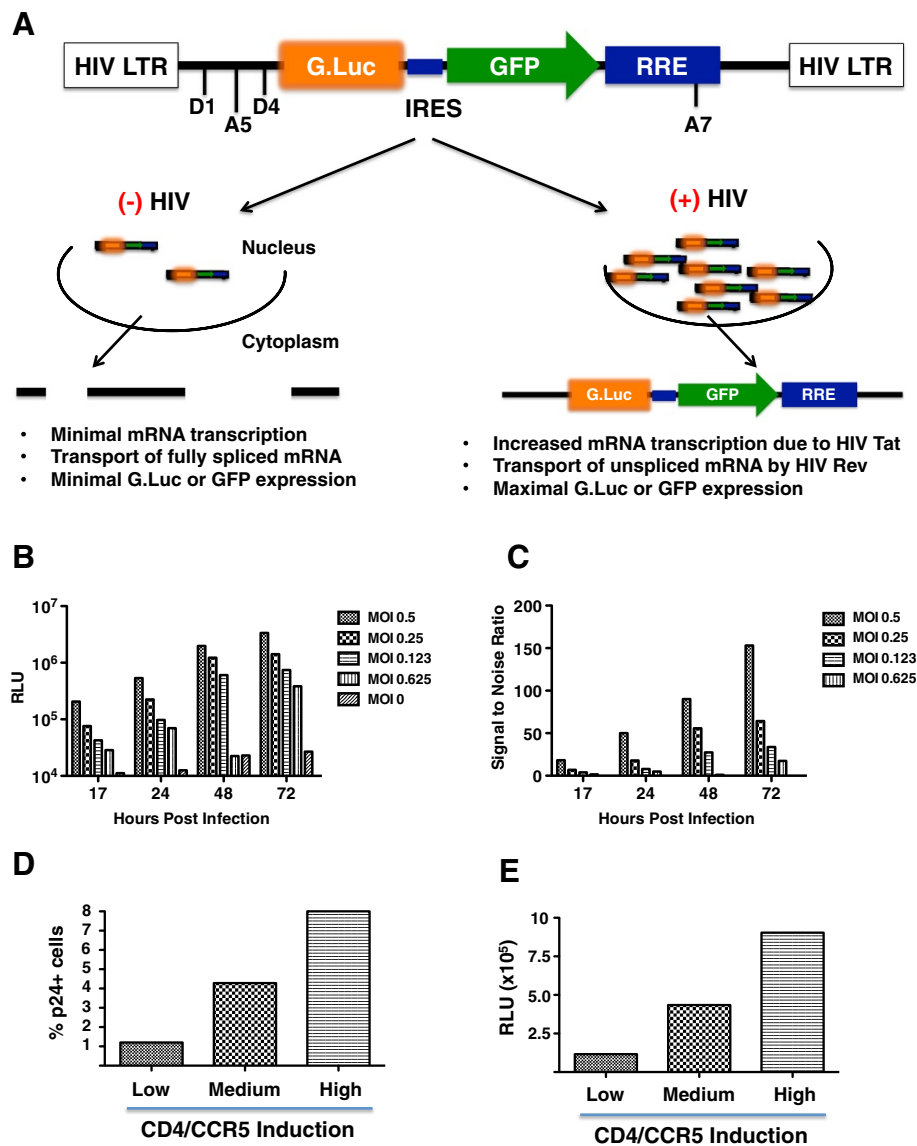 A
HIV LTR
G.Luc
GFP
RRE
HIV LTR
D1
A5
D4
IRES
A7
(-) HIV
Nucleus
Cytoplasm
• Minimal mRNA transcription
• Transport of fully spliced mRNA
• Minimal G.Luc or GFP expression
(+) HIV
G.Luc
GFP
RRE
• Increased mRNA transcription due to HIV Tat
• Transport of unspliced mRNA by HIV Rev
• Maximal G.Luc or GFP expression
B
RLU
10⁷
10⁶
10⁵
10⁴
17 24 48 72
Hours Post Infection
MOI 0.5
MOI 0.25
MOI 0.123
MOI 0.625
MOI 0
C
Signal to Noise Ratio
200
150
100
50
0
17 24 48 72
Hours Post Infection
MOI 0.5
MOI 0.25
MOI 0.123
MOI 0.625
D
% p24+ cells
8
7
6
5
4
3
2
1
Low Medium High
CD4/CCR5 Induction
E
RLU (x10⁵)
10
7.5
5.0
2.5
Low Medium High
CD4/CCR5 Induction